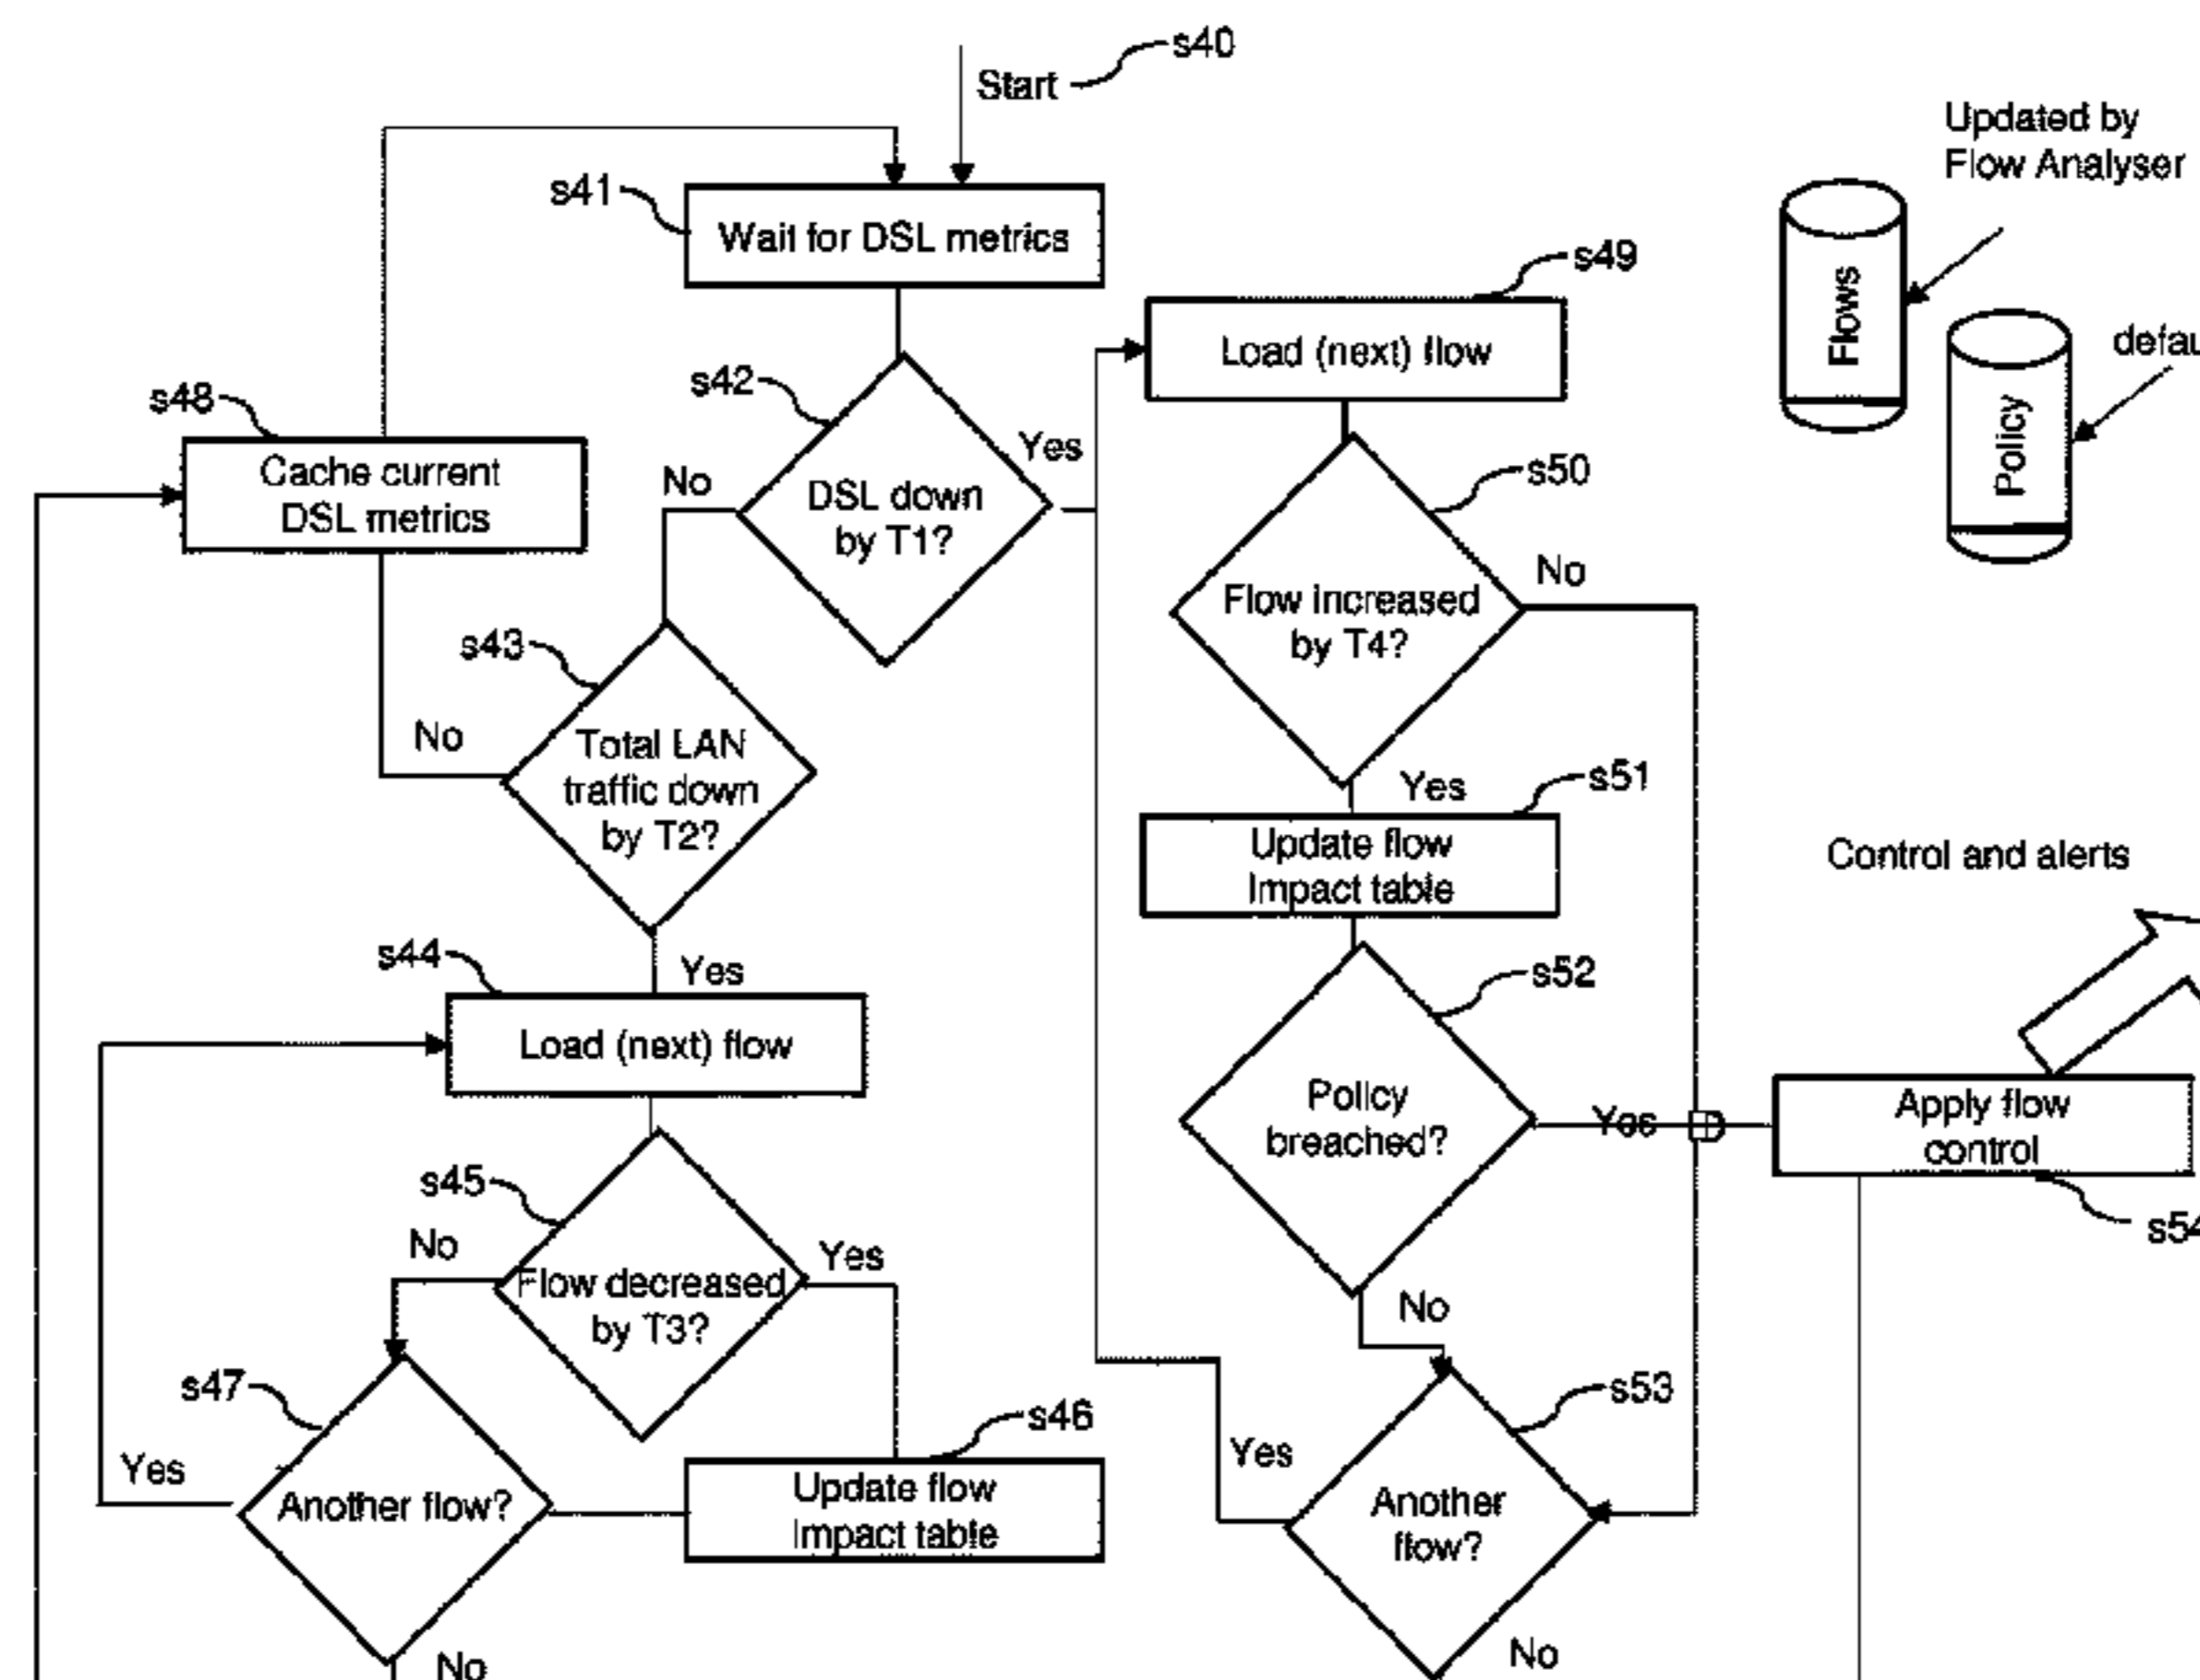 s40
Start
Updated by
Flow Analyser
s41
Wait for DSL metrics
s49
Load (next) flow
Flows
Policy
s42
s48
Cache current
DSL metrics
No
Yes
DSL down
by T1?
s50
Flow increased
by T4?
No
s43
Total LAN
traffic down
by T2?
No
Yes
s51
Update flow
Impact table
Control and alerts
s44
Yes
Load (next) flow
s52
Policy
breached?
Yes
Apply flow
control
s54
s45
No
Flow decreased
by T3?
Yes
No
s47
Yes
Another flow?
s46
Update flow
Impact table
s53
Yes
Another
flow?
No
No